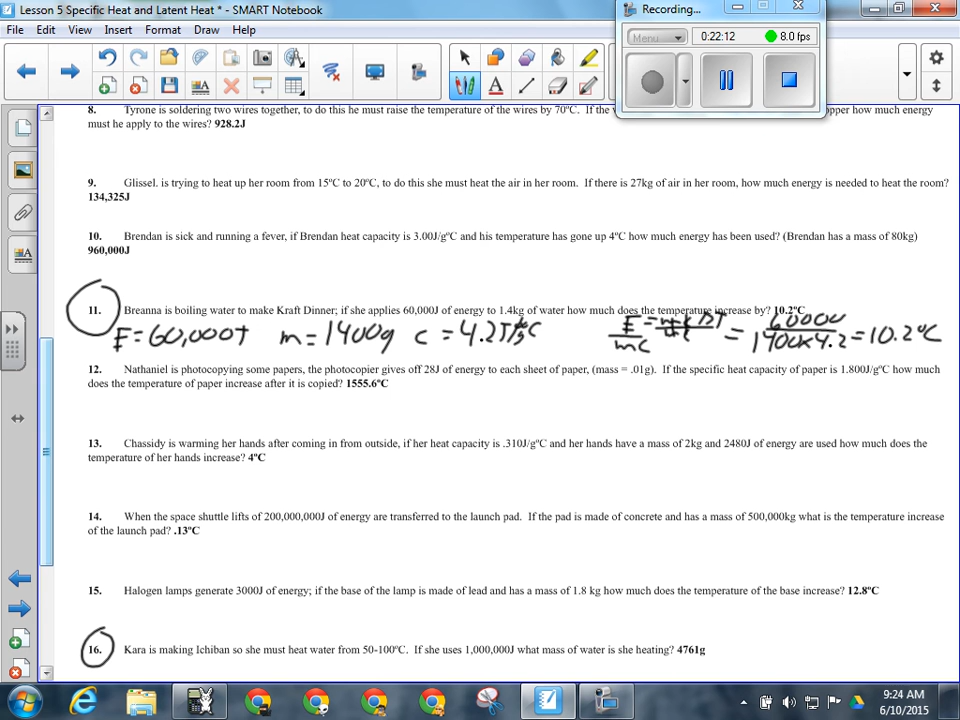 Lesson 5 Specific Heat and Latent Heat * - SMART Notebook
Recording...
File Edit View Insert Format Draw Help
Menu 0:22:12 8.0 fps
8. Tyrone is soldering two wires together, to do this he must raise the temperature of the wires by 70ºC. If the opper how much energy
must he apply to the wires? 928.2J
9. Glissel. is trying to heat up her room from 15ºC to 20ºC, to do this she must heat the air in her room. If there is 27kg of air in her room, how much energy is needed to heat the room?
134,325J
10. Brendan is sick and running a fever, if Brendan heat capacity is 3.00J/gºC and his temperature has gone up 4ºC how much energy has been used? (Brendan has a mass of 80kg)
960,000J
11. Breanna is boiling water to make Kraft Dinner; if she applies 60,000J of energy to 1.4kg of water how much does the temperature increase by? 10.2ºC
E = 60,000J m = 1400g c = 4.2J/gºC E/mc = mcΔT/mc = 60000/1400x4.2 = 10.2ºC
12. Nathaniel is photocopying some papers, the photocopier gives off 28J of energy to each sheet of paper, (mass = .01g). If the specific heat capacity of paper is 1.800J/gºC how much
does the temperature of paper increase after it is copied? 1555.6ºC
13. Chassidy is warming her hands after coming in from outside, if her heat capacity is .310J/gºC and her hands have a mass of 2kg and 2480J of energy are used how much does the
temperature of her hands increase? 4ºC
14. When the space shuttle lifts of 200,000,000J of energy are transferred to the launch pad. If the pad is made of concrete and has a mass of 500,000kg what is the temperature increase
of the launch pad? .13ºC
15. Halogen lamps generate 3000J of energy; if the base of the lamp is made of lead and has a mass of 1.8 kg how much does the temperature of the base increase? 12.8ºC
16. Kara is making Ichiban so she must heat water from 50-100ºC. If she uses 1,000,000J what mass of water is she heating? 4761g
9:24 AM
6/10/2015